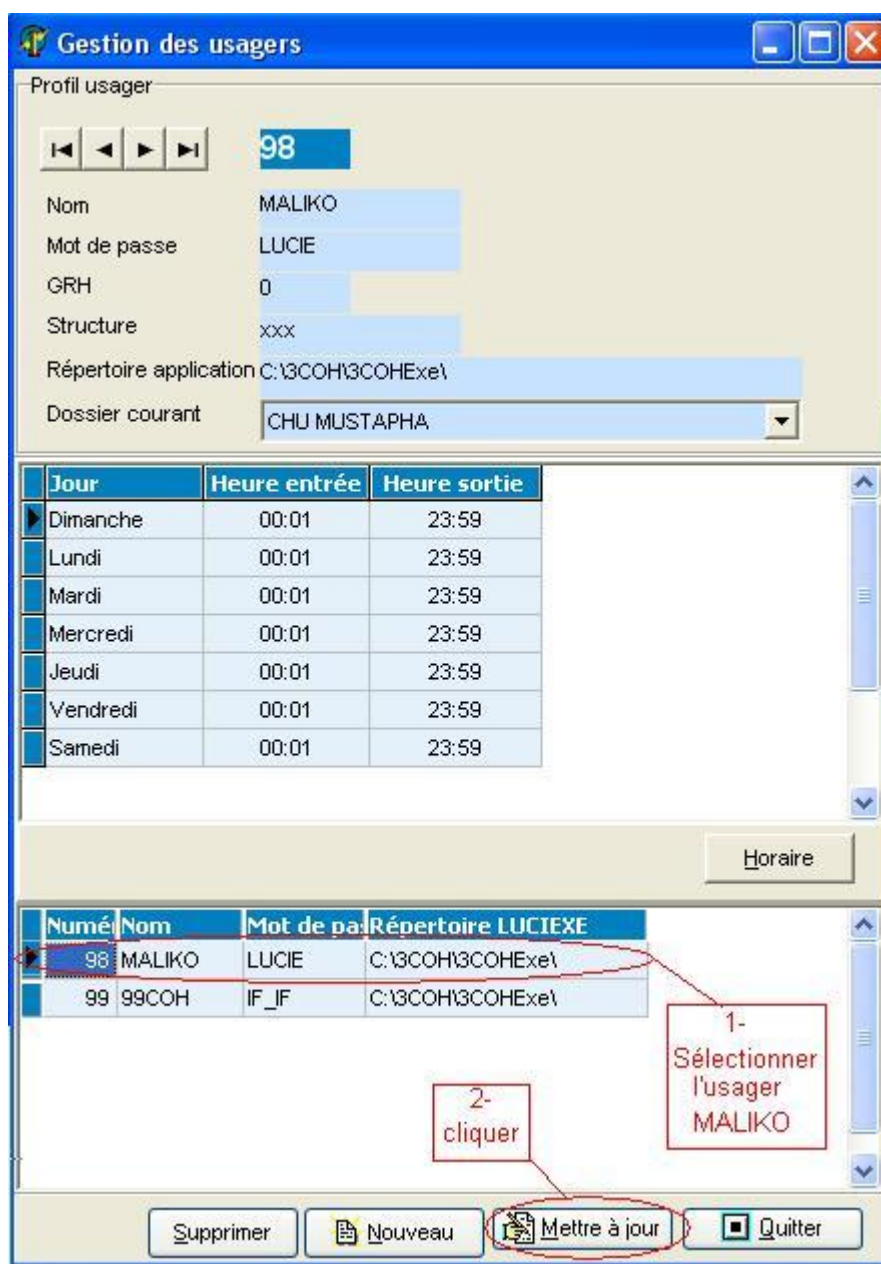 Gestion des usagers
Profil usager
98
Nom MALIKO
Mot de passe LUCIE
GRH 0
Structure xxx
Répertoire application C:\3COH\3COHExe\
Dossier courant CHU MUSTAPHA
Jour Heure entrée Heure sortie
Dimanche 00:01 23:59
Lundi 00:01 23:59
Mardi 00:01 23:59
Mercredi 00:01 23:59
Jeudi 00:01 23:59
Vendredi 00:01 23:59
Samedi 00:01 23:59
Horaire
Numéi Nom Mot de pa: Répertoire LUCIEXE
98 MALIKO LUCIE C:\3COH\3COHExe\
99 99COH IF_IF C:\3COH\3COHExe\
1-
Sélectionner
l'usager
MALIKO
2-
cliquer
Supprimer Nouveau Mettre à jour Quitter